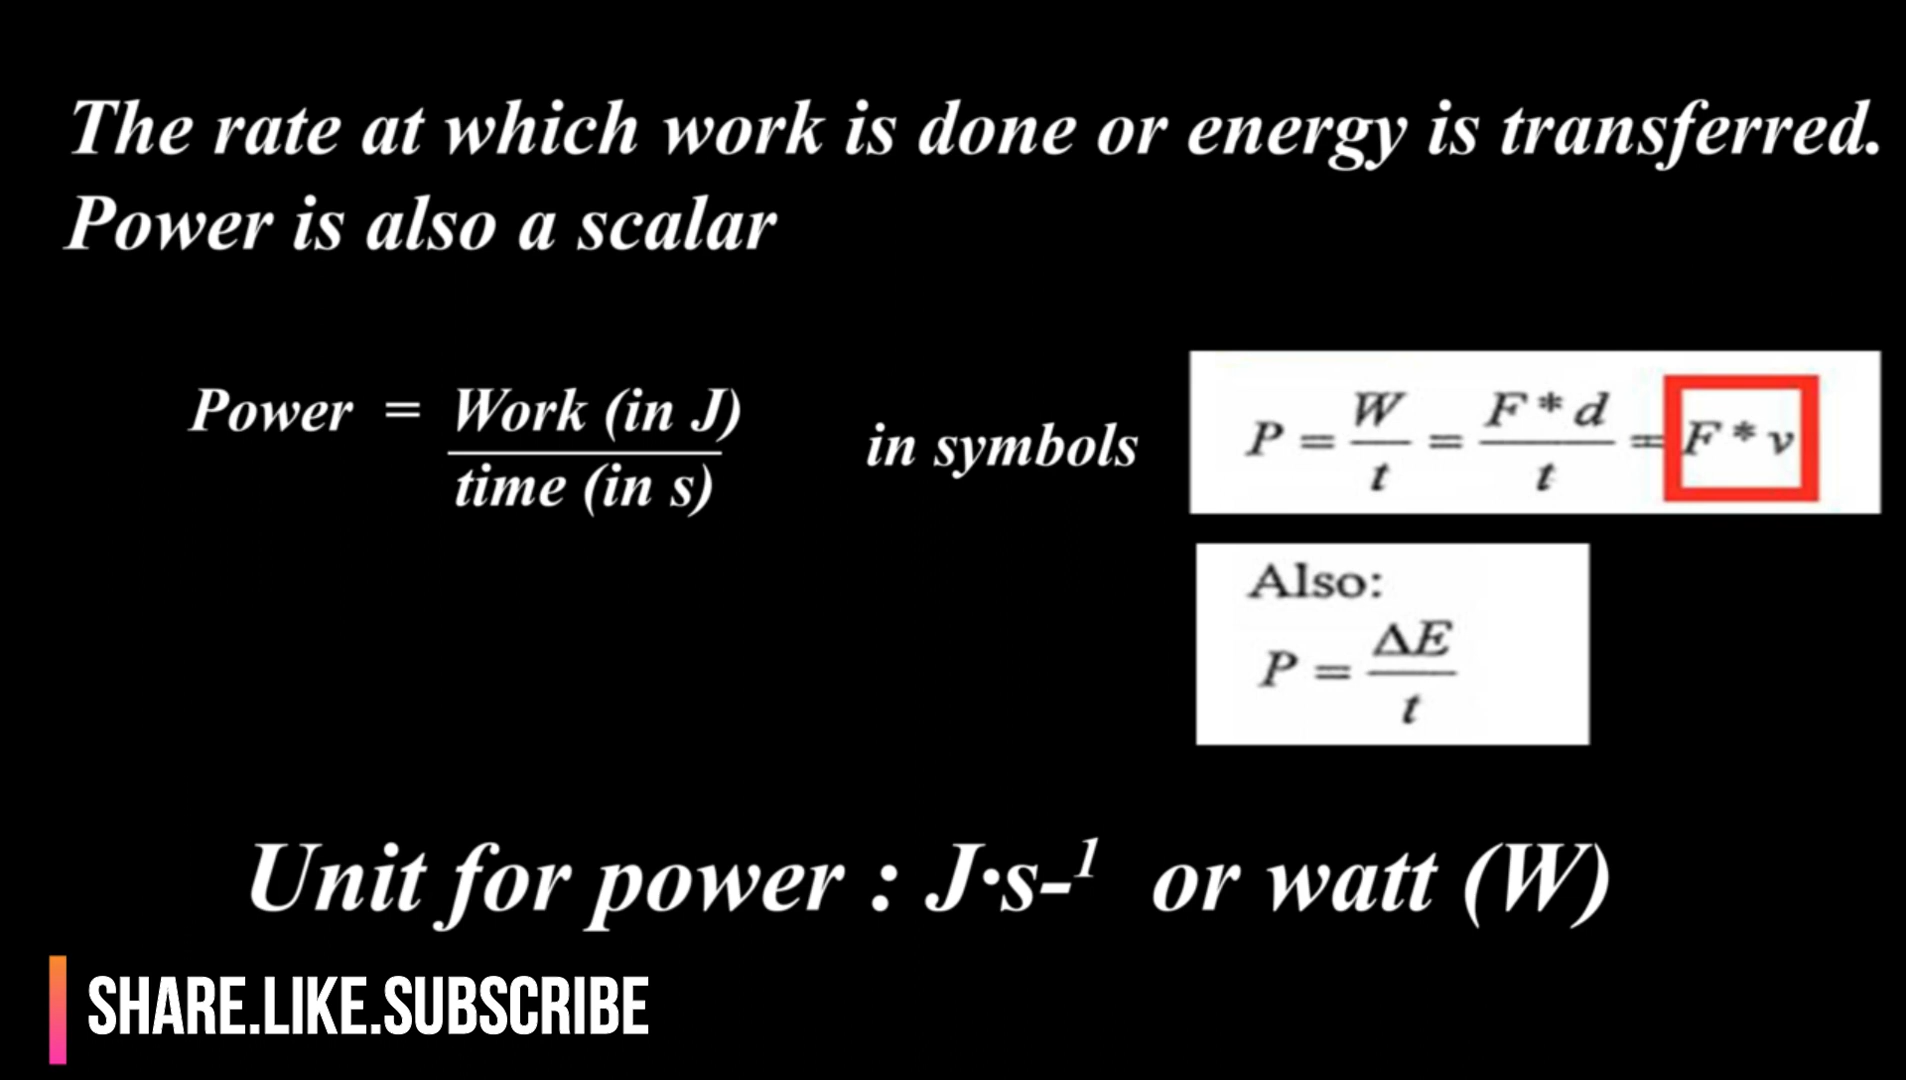 The rate at which work is done or energy is transferred.
Power is also a scalar
Power = Work (in J)
time (in s)
in symbols
P = W/t = F * d/t = F * v
Also:
P = ΔE/t
Unit for power : J·s-¹ or watt (W)
SHARE.LIKE.SUBSCRIBE